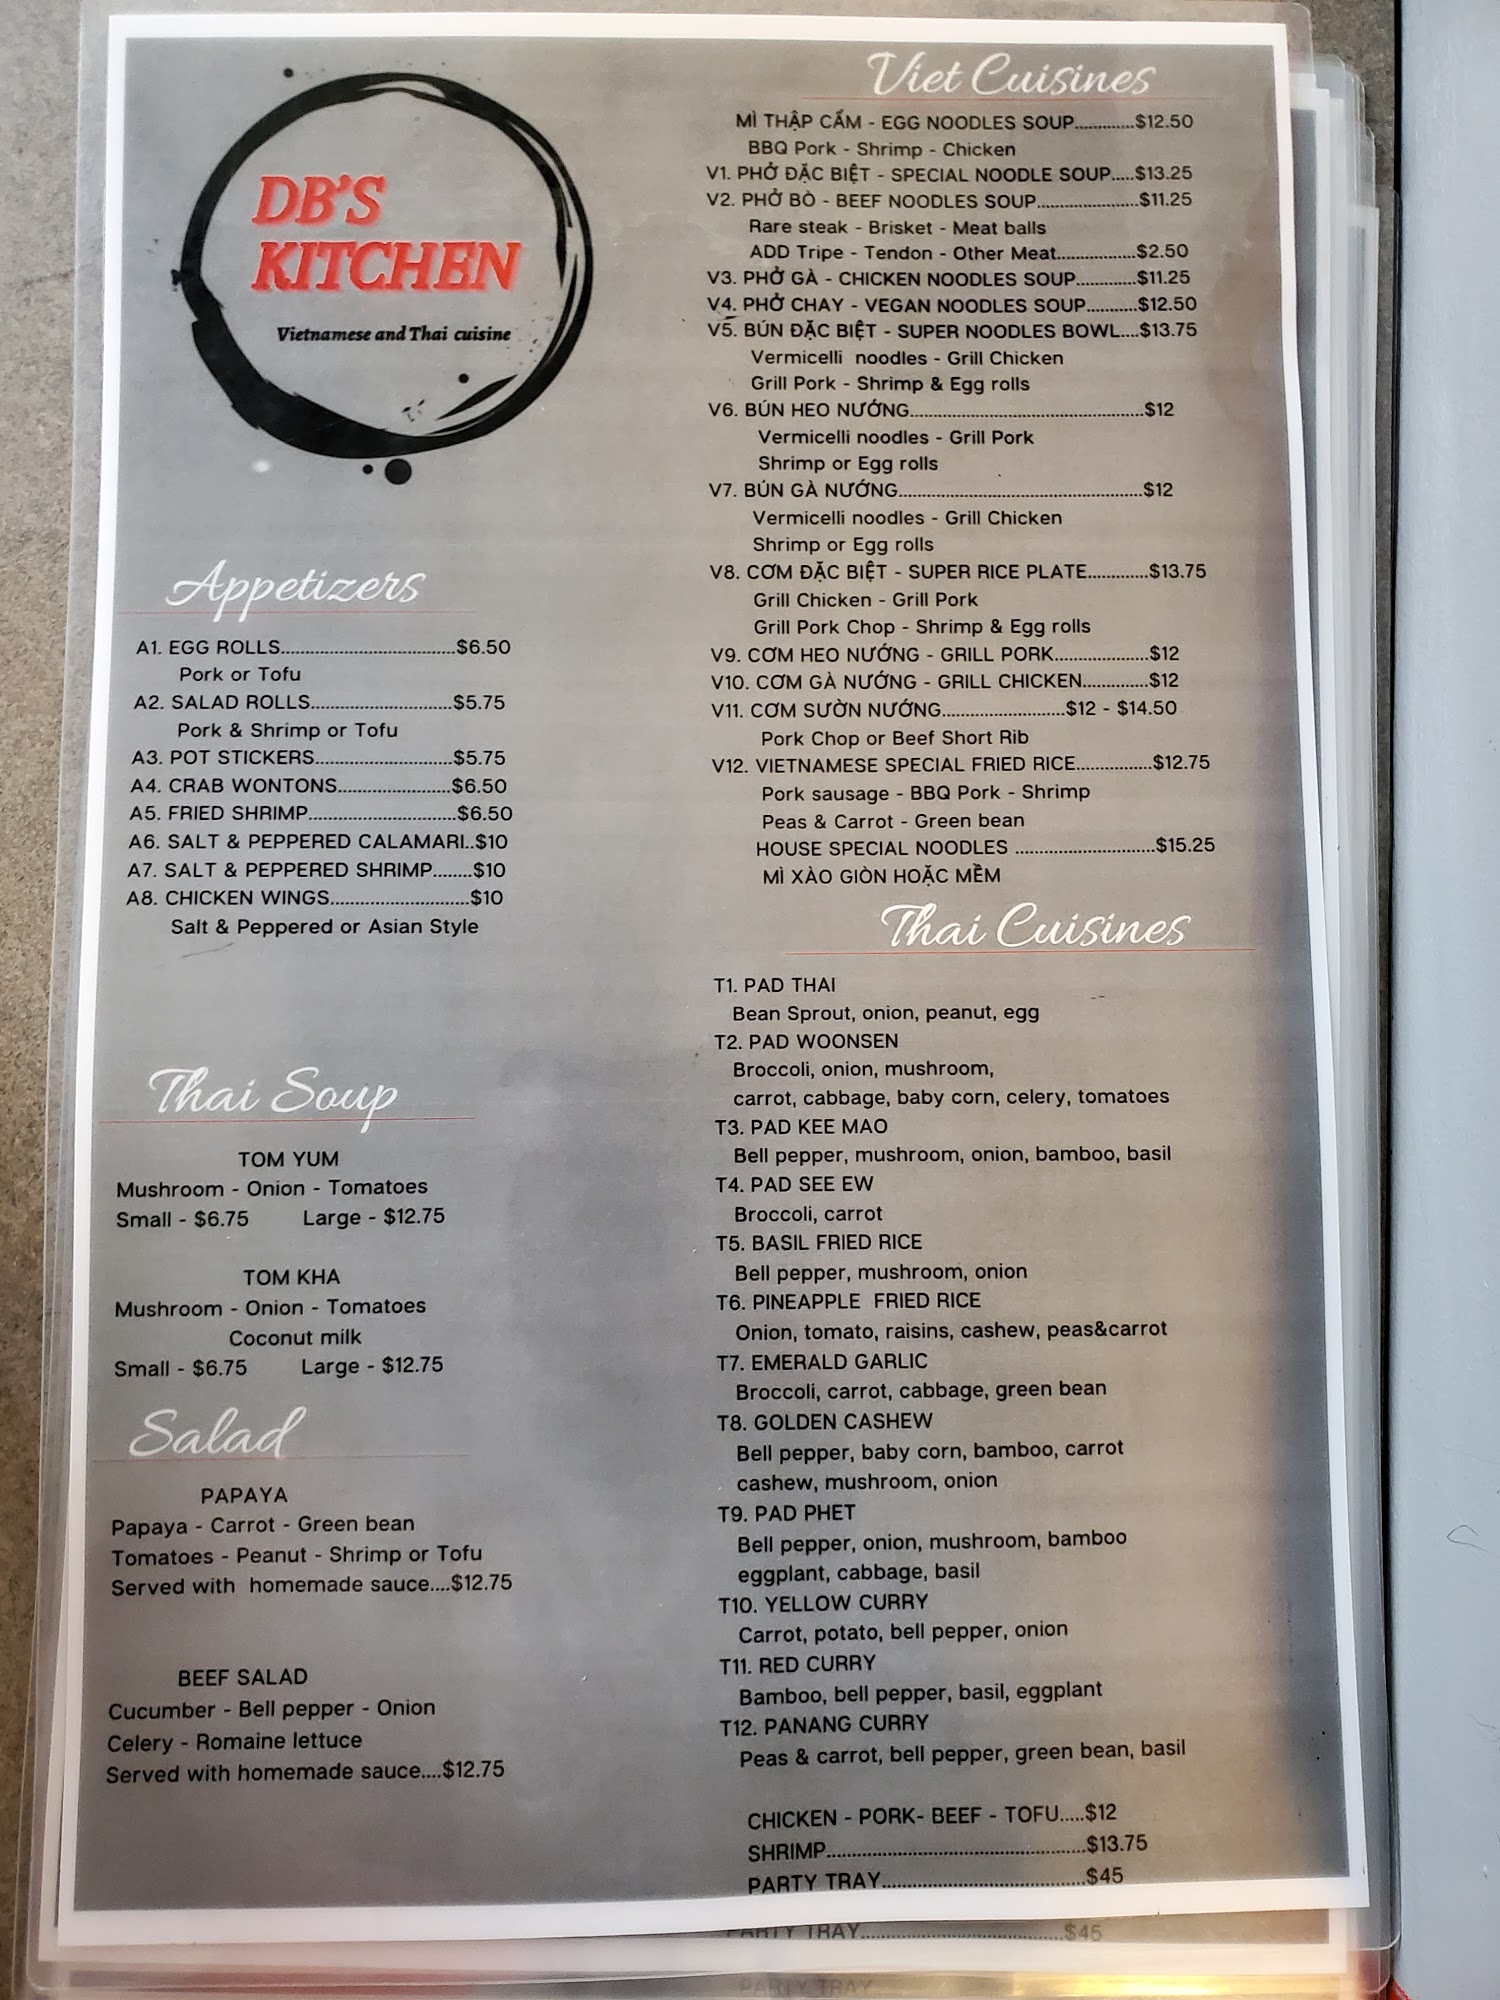 DB'S
KITCHEN
Vietnamese and Thai cuisine
Appetizers
A1. EGG ROLLS..............................................$6.50
Pork or Tofu
A2. SALAD ROLLS.....................................$5.75
Pork & Shrimp or Tofu
A3. POT STICKERS....................................$5.75
A4. CRAB WONTONS..............................$6.50
A5. FRIED SHRIMP.......................................$6.50
A6. SALT & PEPPERED CALAMARI..$10
A7. SALT & PEPPERED SHRIMP........$10
A8. CHICKEN WINGS.............................$10
Salt & Peppered or Asian Style
Thai Soup
TOM YUM
Mushroom - Onion - Tomatoes
Small - $6.75 Large - $12.75
TOM KHA
Mushroom - Onion - Tomatoes
Coconut milk
Small - $6.75 Large - $12.75
Salad
PAPAYA
Papaya - Carrot - Green bean
Tomatoes - Peanut - Shrimp or Tofu
Served with homemade sauce....$12.75
BEEF SALAD
Cucumber - Bell pepper - Onion
Celery - Romaine lettuce
Served with homemade sauce....$12.75
Viet Cuisines
MÌ THẬP CẨM - EGG NOODLES SOUP.............$12.50
BBQ Pork - Shrimp - Chicken
V1. PHỞ ĐẶC BIỆT - SPECIAL NOODLE SOUP.....$13.25
V2. PHỞ BÒ - BEEF NOODLES SOUP......................$11.25
Rare steak - Brisket - Meat balls
ADD Tripe - Tendon - Other Meat.................$2.50
V3. PHỞ GÀ - CHICKEN NOODLES SOUP.............$11.25
V4. PHỞ CHAY - VEGAN NOODLES SOUP...........$12.50
V5. BÚN ĐẶC BIỆT - SUPER NOODLES BOWL....$13.75
Vermicelli noodles - Grill Chicken
Grill Pork - Shrimp & Egg rolls
V6. BÚN HEO NƯỚNG..................................................$12
Vermicelli noodles - Grill Pork
Shrimp or Egg rolls
V7. BÚN GÀ NƯỚNG....................................................$12
Vermicelli noodles - Grill Chicken
Shrimp or Egg rolls
V8. CƠM ĐẶC BIỆT - SUPER RICE PLATE.............$13.75
Grill Chicken - Grill Pork
Grill Pork Chop - Shrimp & Egg rolls
V9. CƠM HEO NƯỚNG - GRILL PORK....................$12
V10. CƠM GÀ NƯỚNG - GRILL CHICKEN..............$12
V11. CƠM SƯỜN NƯỚNG..........................$12 - $14.50
Pork Chop or Beef Short Rib
V12. VIETNAMESE SPECIAL FRIED RICE................$12.75
Pork sausage - BBQ Pork - Shrimp
Peas & Carrot - Green bean
HOUSE SPECIAL NOODLES ..............................$15.25
MÌ XÀO GIÒN HOẶC MỀM
Thai Cuisines
T1. PAD THAI
Bean Sprout, onion, peanut, egg
T2. PAD WOONSEN
Broccoli, onion, mushroom,
carrot, cabbage, baby corn, celery, tomatoes
T3. PAD KEE MAO
Bell pepper, mushroom, onion, bamboo, basil
T4. PAD SEE EW
Broccoli, carrot
T5. BASIL FRIED RICE
Bell pepper, mushroom, onion
T6. PINEAPPLE FRIED RICE
Onion, tomato, raisins, cashew, peas&carrot
T7. EMERALD GARLIC
Broccoli, carrot, cabbage, green bean
T8. GOLDEN CASHEW
Bell pepper, baby corn, bamboo, carrot
cashew, mushroom, onion
T9. PAD PHET
Bell pepper, onion, mushroom, bamboo
eggplant, cabbage, basil
T10. YELLOW CURRY
Carrot, potato, bell pepper, onion
T11. RED CURRY
Bamboo, bell pepper, basil, eggplant
T12. PANANG CURRY
Peas & carrot, bell pepper, green bean, basil
CHICKEN - PORK- BEEF - TOFU.....$12
SHRIMP............................................$13.75
PARTY TRAY...................................$45
PARTY TRAY...................................$45
PARTY TRAY